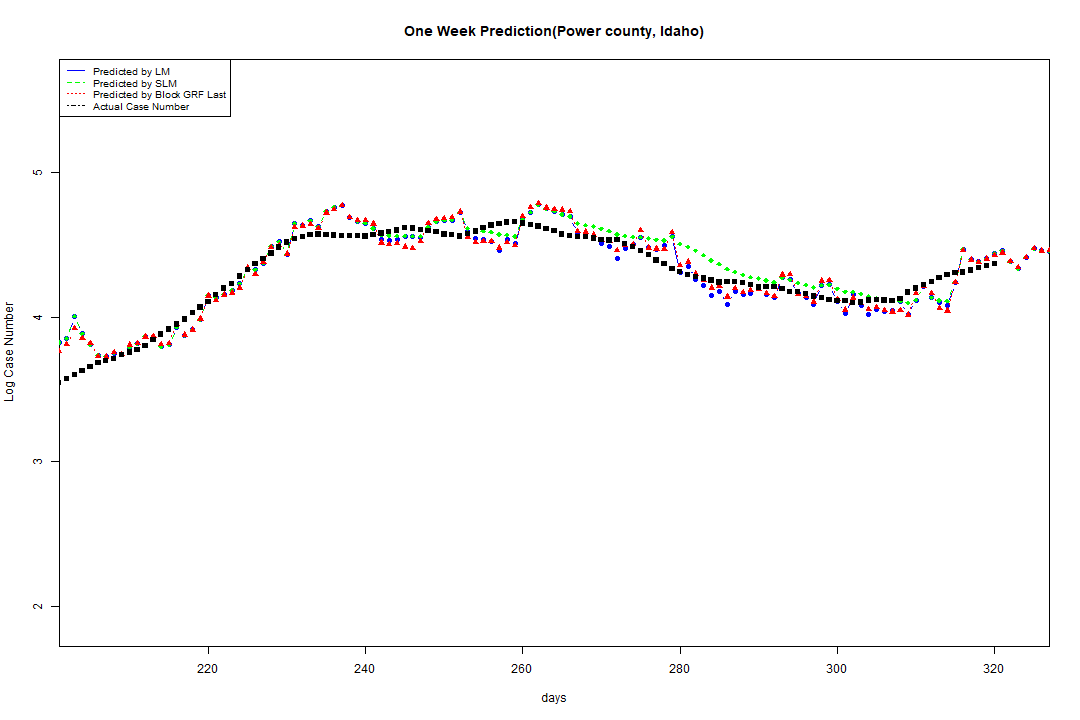 One Week Prediction(Power county, Idaho)
Predicted by LM
Predicted by SLM
Predicted by Block GRF Last
Actual Case Number
5
4
3
2
Log Case Number
220 240 260 280 300 320
days